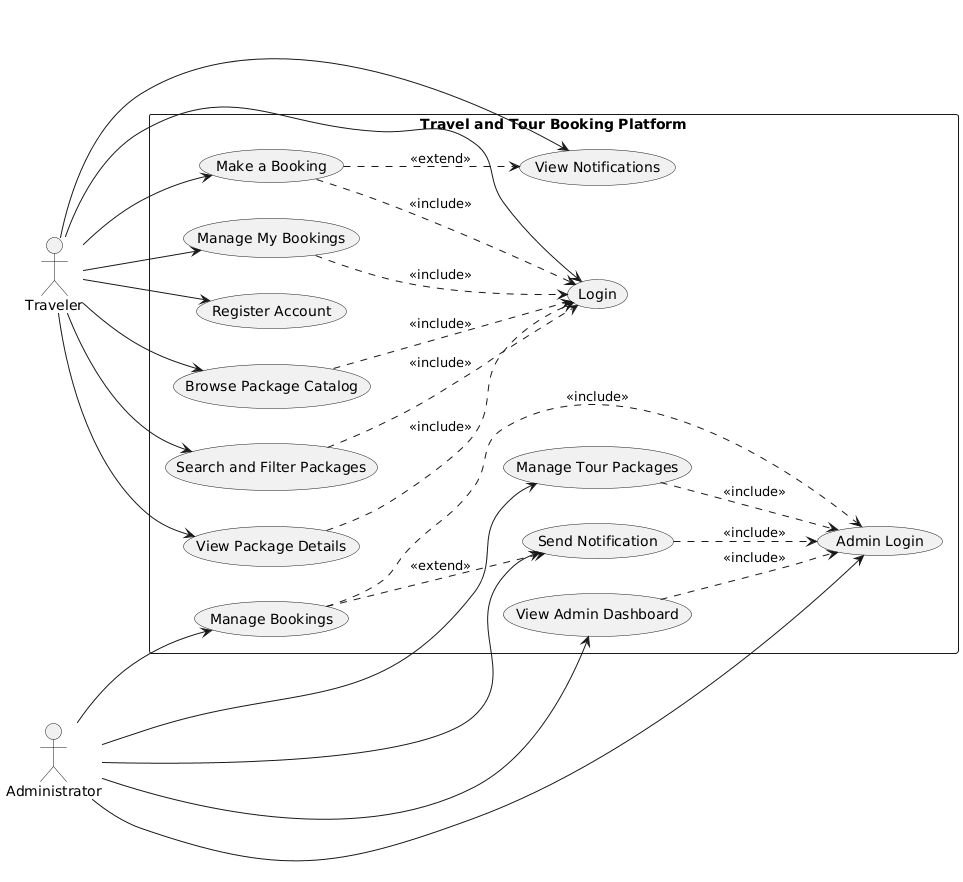 Travel and Tour Booking Platform
«extend»
Make a Booking
View Notifications
«include»
Manage My Bookings
«include»
Login
Traveler
Register Account
«include»
«include»
Browse Package Catalog
«include»
«include»
Search and Filter Packages
Manage Tour Packages
«include»
«include»
View Package Details
Send Notification
Admin Login
«include»
«extend»
Manage Bookings
View Admin Dashboard
Administrator